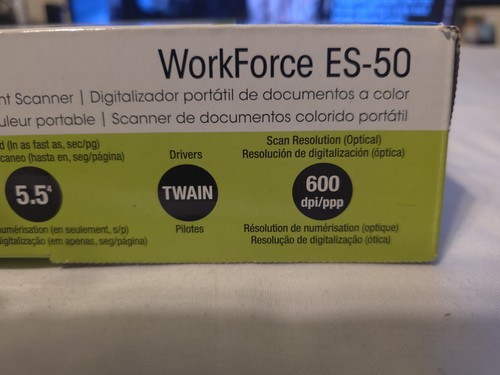 WorkForce ES-50
nt Scanner | Digitalizador portátil de documentos a color
uleur portable | Scanner de documentos colorido portátil
d (In as fast as, sec/pg)
caneo (hasta en, seg/página)
5.5⁴
numérisation (en seulement, s/p)
digitalização (em apenas, seg/página)
Drivers
TWAIN
Pilotes
Scan Resolution (Optical)
Resolución de digitalización (óptica)
600
dpi/ppp
Résolution de numérisation (optique)
Resolução de digitalização (ótica)